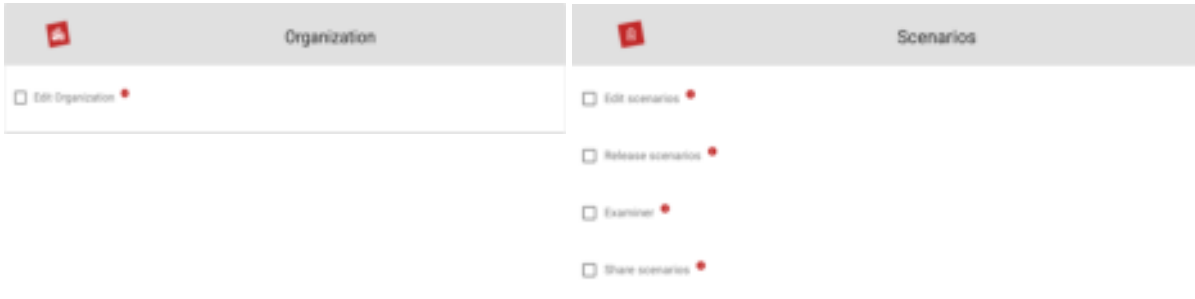 Organization
Edit Organization
Scenarios
Edit scenarios
Release scenarios
Examiner
Share scenarios